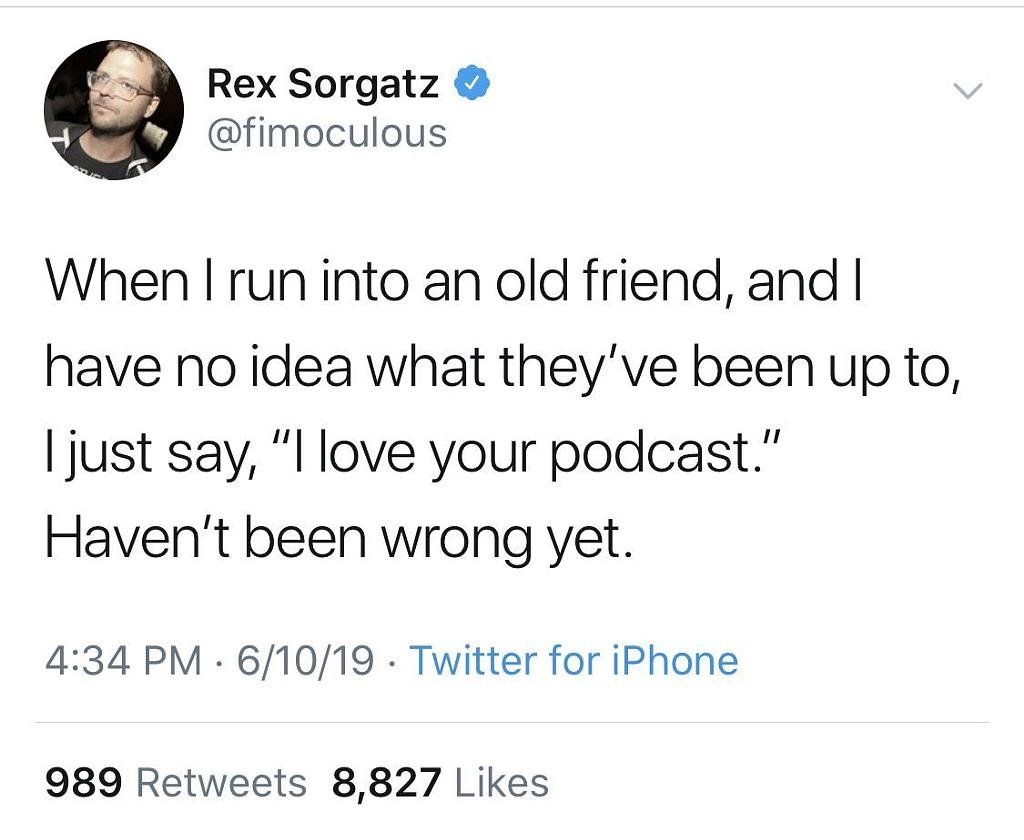 Rex Sorgatz
@fimoculous
When I run into an old friend, and I
have no idea what they’ve been up to,
I just say, “I love your podcast.”
Haven’t been wrong yet.
4:34 PM · 6/10/19 · Twitter for iPhone
989 Retweets 8,827 Likes